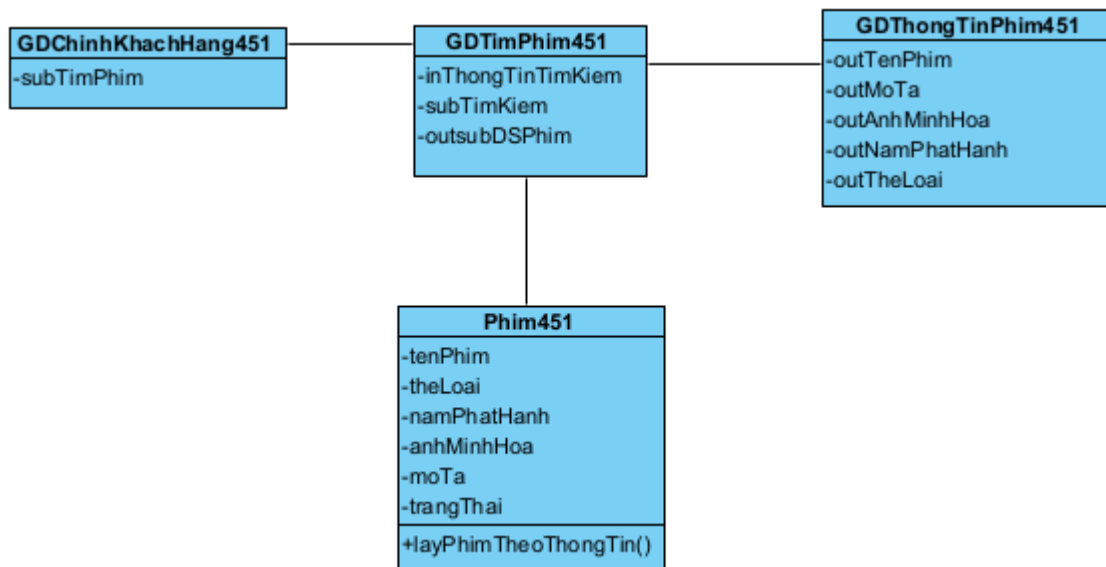 GDChinhKhachHang451
-subTimPhim
GDTimPhim451
-inThongTinTimKiem
-subTimKiem
-outsubDSPhim
GDThongTinPhim451
-outTenPhim
-outMoTa
-outAnhMinhHoa
-outNamPhatHanh
-outTheLoai
Phim451
-tenPhim
-theLoai
-namPhatHanh
-anhMinhHoa
-moTa
-trangThai
+layPhimTheoThongTin()